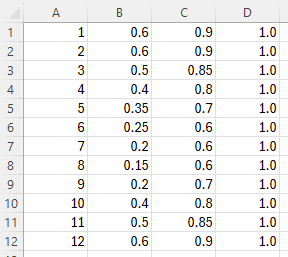 A B C D
1 1 0.6 0.9 1.0
2 2 0.6 0.9 1.0
3 3 0.5 0.85 1.0
4 4 0.4 0.8 1.0
5 5 0.35 0.7 1.0
6 6 0.25 0.6 1.0
7 7 0.2 0.6 1.0
8 8 0.15 0.6 1.0
9 9 0.2 0.7 1.0
10 10 0.4 0.8 1.0
11 11 0.5 0.85 1.0
12 12 0.6 0.9 1.0